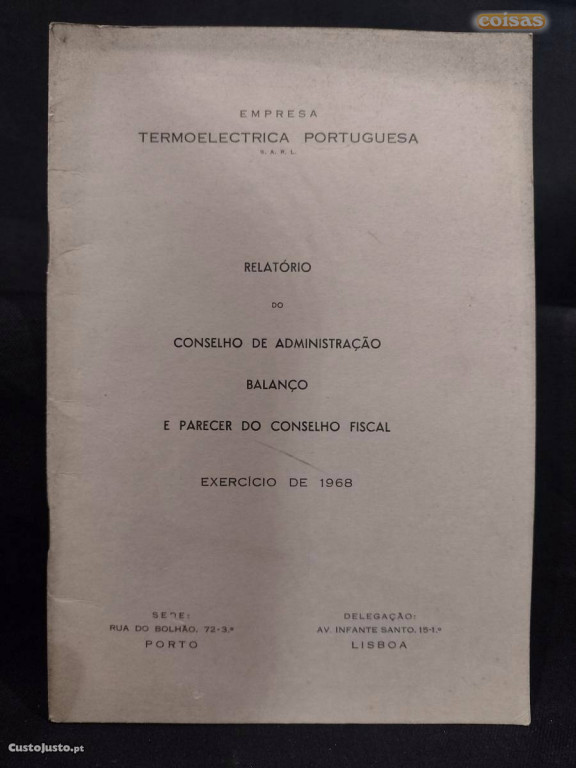 coisas
EMPRESA
TERMOELECTRICA PORTUGUESA
S. A. R. L.
RELATÓRIO
DO
CONSELHO DE ADMINISTRAÇÃO
BALANÇO
E PARECER DO CONSELHO FISCAL
EXERCÍCIO DE 1968
SEDE:
RUA DO BOLHÃO, 72-3.º
PORTO
DELEGAÇÃO:
AV. INFANTE SANTO, 15-1.º
LISBOA
CustoJusto.pt